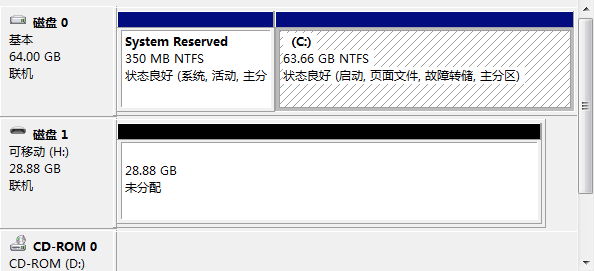 磁盘 0
基本
64.00 GB
联机
System Reserved
350 MB NTFS
状态良好 (系统, 活动, 主分
(C:)
63.66 GB NTFS
状态良好 (启动, 页面文件, 故障转储, 主分区)
磁盘 1
可移动 (H:)
28.88 GB
联机
28.88 GB
未分配
CD-ROM 0
CD-ROM (D:)